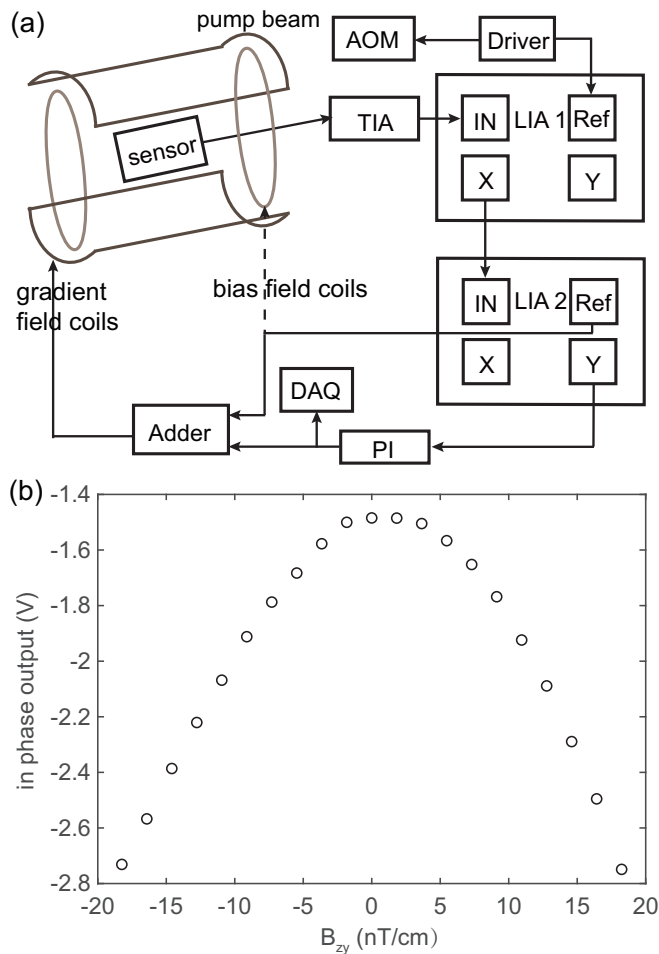 (a)
pump beam
AOM
Driver
sensor
TIA
IN
LIA 1
Ref
X
Y
gradient
field coils
bias field coils
IN
LIA 2
Ref
X
Y
DAQ
Adder
PI
(b)
-1.4
-1.6
-1.8
-2
-2.2
-2.4
-2.6
-2.8
in phase output (V)
-20
-15
-10
-5
0
5
10
15
20
Bzy (nT/cm）